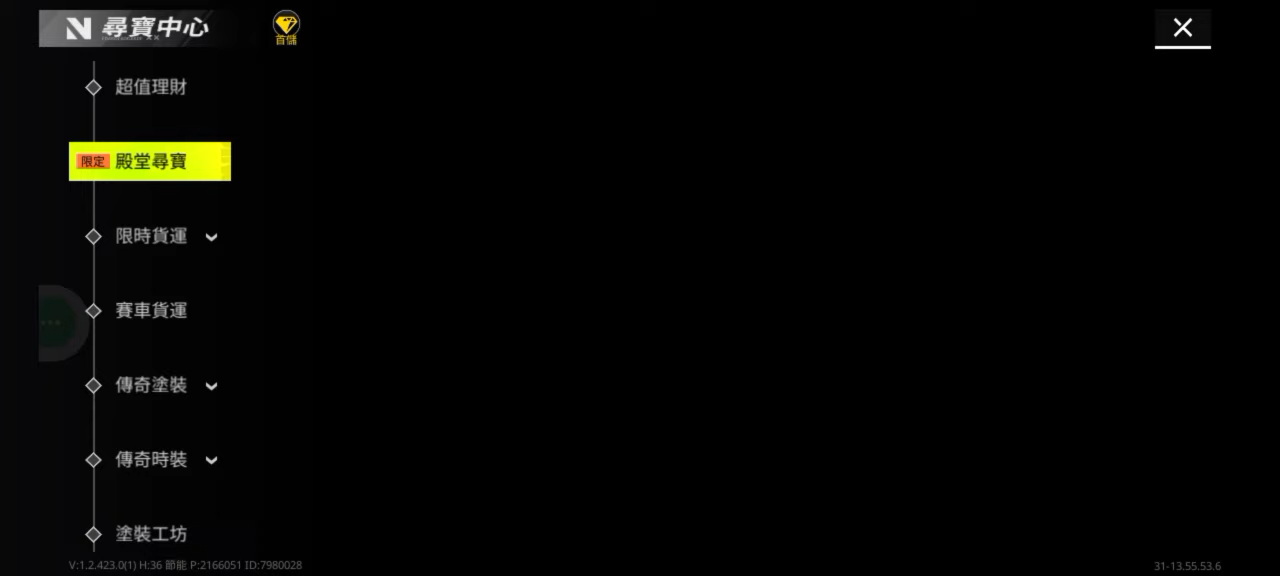 尋寶中心
首儲
超值理財
限定 殿堂尋寶
限時貨運
賽車貨運
傳奇塗裝
傳奇時裝
塗裝工坊
V:1.2.423.0(1) H:36 節能 P:2166051 ID:7980028
31-13.55.53.6